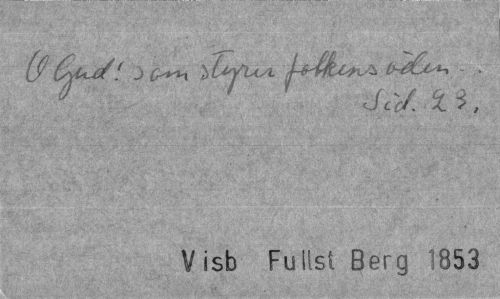 O Gud! som styrer folkens öden...
Sid. 23.
Visb Fullst Berg 1853